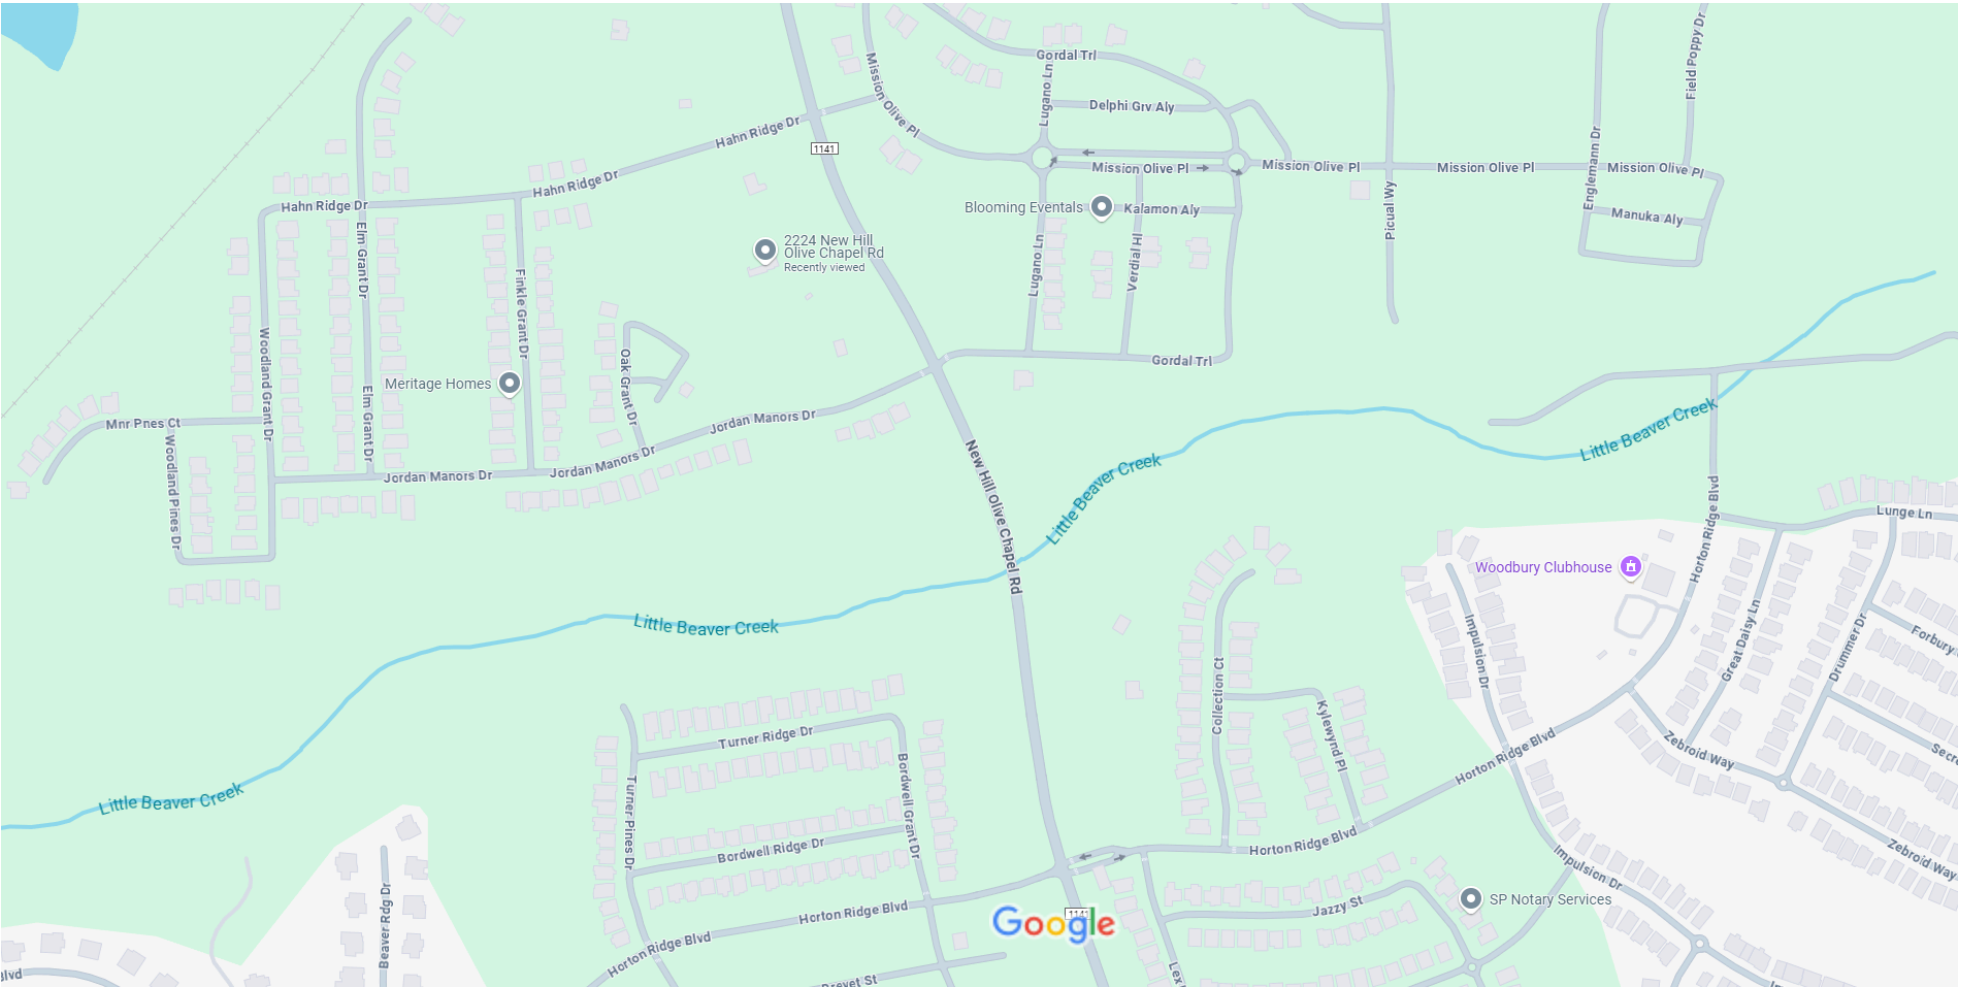 Gordal Trl
Field Poppy Dr
Mission Olive Pl
Lugano Ln
Delphi Grv Aly
Hahn Ridge Dr
1141
Mission Olive Pl
Mission Olive Pl
Mission Olive Pl
Mission Olive Pl
Englemann Dr
Hahn Ridge Dr
Hahn Ridge Dr
Blooming Eventals
Kalamon Aly
Picual Wy
Manuka Aly
2224 New Hill
Olive Chapel Rd
Recently viewed
Elm Grant Dr
Lugano Ln
Verdial Hl
Finkle Grant Dr
Woodland Grant Dr
Oak Grant Dr
Gordal Trl
Meritage Homes
Elm Grant Dr
Mnr Pnes Ct
Jordan Manors Dr
Little Beaver Creek
Woodland Pines Dr
Jordan Manors Dr
Jordan Manors Dr
New Hill Olive Chapel Rd
Little Beaver Creek
Horton Ridge Blvd
Lunge Ln
Woodbury Clubhouse
Little Beaver Creek
Impulsion Dr
Great Daisy Ln
Drummer Dr
Forbury
Collection Ct
Kylewynd Pl
Turner Ridge Dr
Horton Ridge Blvd
Zebroid Way
Secre
Little Beaver Creek
Turner Pines Dr
Bordwell Grant Dr
Bordwell Ridge Dr
Horton Ridge Blvd
Zebroid Way
Impulsion Dr
Beaver Rdg Dr
Horton Ridge Blvd
Jazzy St
SP Notary Services
1141
Google
Horton Ridge Blvd
Blvd
Lex
Brevet St